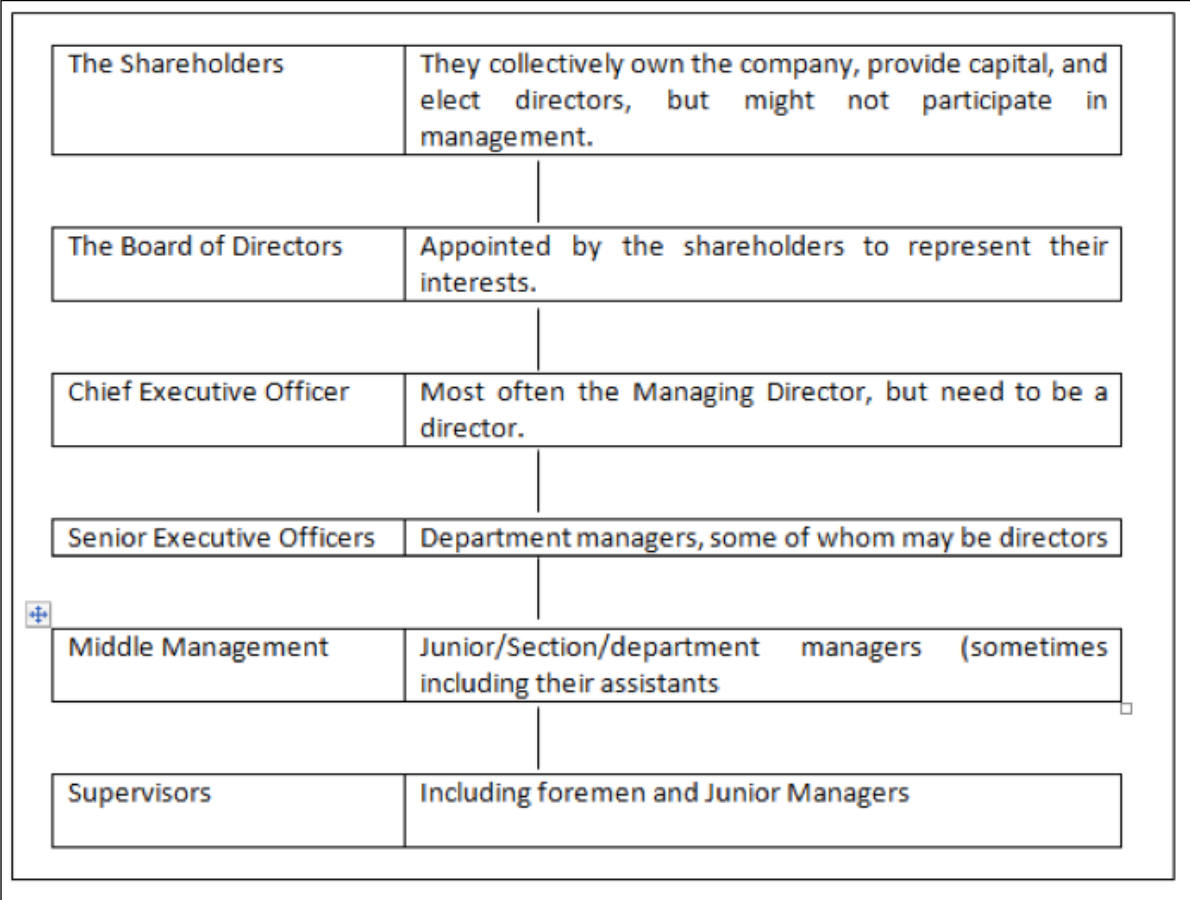 The Shareholders
They collectively own the company, provide capital, and
elect directors, but might not participate in
management.
The Board of Directors
Appointed by the shareholders to represent their
interests.
Chief Executive Officer
Most often the Managing Director, but need to be a
director.
Senior Executive Officers
Department managers, some of whom may be directors
Middle Management
Junior/Section/department managers (sometimes
including their assistants
Supervisors
Including foremen and Junior Managers